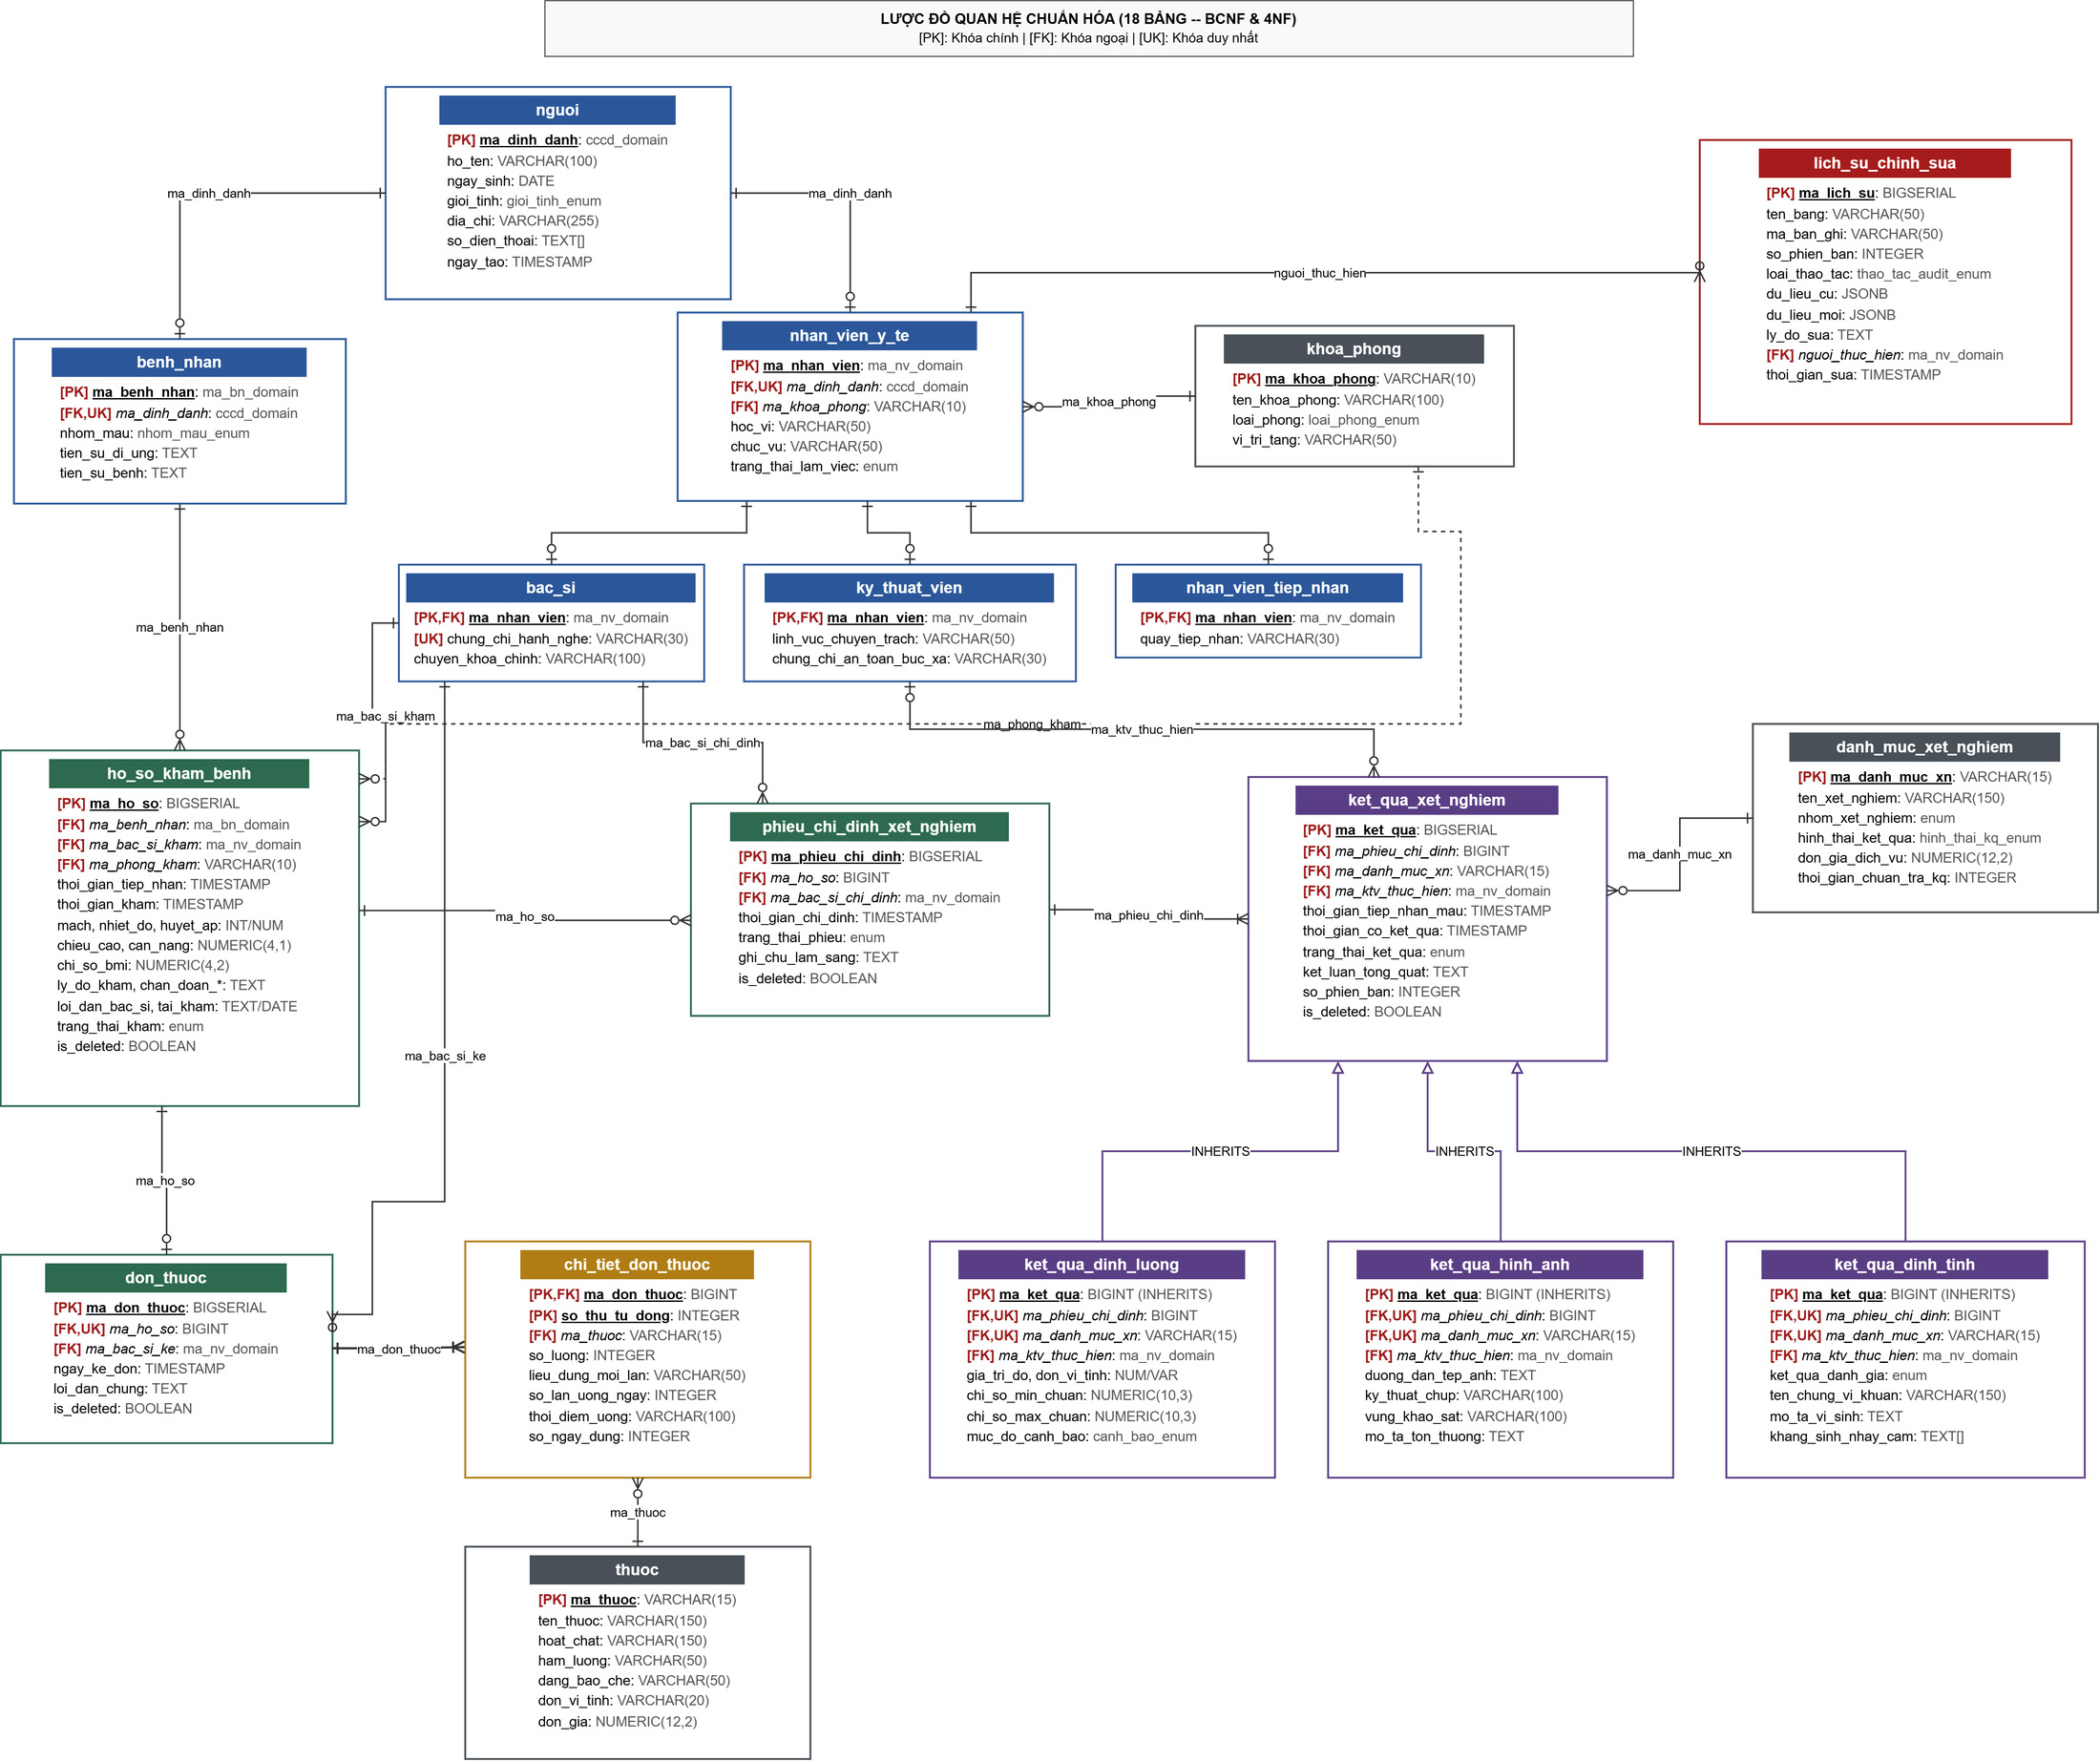 LƯỢC ĐỒ QUAN HỆ CHUẨN HÓA (18 BẢNG -- BCNF & 4NF)
[PK]: Khóa chính | [FK]: Khóa ngoại | [UK]: Khóa duy nhất
nguoi
[PK] ma_dinh_danh: cccd_domain
ho_ten: VARCHAR(100)
ngay_sinh: DATE
gioi_tinh: gioi_tinh_enum
dia_chi: VARCHAR(255)
so_dien_thoai: TEXT[]
ngay_tao: TIMESTAMP
ma_dinh_danh
ma_dinh_danh
lich_su_chinh_sua
[PK] ma_lich_su: BIGSERIAL
ten_bang: VARCHAR(50)
ma_ban_ghi: VARCHAR(50)
so_phien_ban: INTEGER
loai_thao_tac: thao_tac_audit_enum
du_lieu_cu: JSONB
du_lieu_moi: JSONB
ly_do_sua: TEXT
[FK] nguoi_thuc_hien: ma_nv_domain
thoi_gian_sua: TIMESTAMP
nguoi_thuc_hien
benh_nhan
[PK] ma_benh_nhan: ma_bn_domain
[FK,UK] ma_dinh_danh: cccd_domain
nhom_mau: nhom_mau_enum
tien_su_di_ung: TEXT
tien_su_benh: TEXT
nhan_vien_y_te
[PK] ma_nhan_vien: ma_nv_domain
[FK,UK] ma_dinh_danh: cccd_domain
[FK] ma_khoa_phong: VARCHAR(10)
hoc_vi: VARCHAR(50)
chuc_vu: VARCHAR(50)
trang_thai_lam_viec: enum
ma_khoa_phong
khoa_phong
[PK] ma_khoa_phong: VARCHAR(10)
ten_khoa_phong: VARCHAR(100)
loai_phong: loai_phong_enum
vi_tri_tang: VARCHAR(50)
bac_si
[PK,FK] ma_nhan_vien: ma_nv_domain
[UK] chung_chi_hanh_nghe: VARCHAR(30)
chuyen_khoa_chinh: VARCHAR(100)
ky_thuat_vien
[PK,FK] ma_nhan_vien: ma_nv_domain
linh_vuc_chuyen_trach: VARCHAR(50)
chung_chi_an_toan_buc_xa: VARCHAR(30)
nhan_vien_tiep_nhan
[PK,FK] ma_nhan_vien: ma_nv_domain
quay_tiep_nhan: VARCHAR(30)
ma_benh_nhan
ma_bac_si_kham
ma_bac_si_chi_dinh
ma_phong_kham
ma_ktv_thuc_hien
ho_so_kham_benh
[PK] ma_ho_so: BIGSERIAL
[FK] ma_benh_nhan: ma_bn_domain
[FK] ma_bac_si_kham: ma_nv_domain
[FK] ma_phong_kham: VARCHAR(10)
thoi_gian_tiep_nhan: TIMESTAMP
thoi_gian_kham: TIMESTAMP
mach, nhiet_do, huyet_ap: INT/NUM
chieu_cao, can_nang: NUMERIC(4,1)
chi_so_bmi: NUMERIC(4,2)
ly_do_kham, chan_doan_*: TEXT
loi_dan_bac_si, tai_kham: TEXT/DATE
trang_thai_kham: enum
is_deleted: BOOLEAN
ma_ho_so
phieu_chi_dinh_xet_nghiem
[PK] ma_phieu_chi_dinh: BIGSERIAL
[FK] ma_ho_so: BIGINT
[FK] ma_bac_si_chi_dinh: ma_nv_domain
thoi_gian_chi_dinh: TIMESTAMP
trang_thai_phieu: enum
ghi_chu_lam_sang: TEXT
is_deleted: BOOLEAN
ma_phieu_chi_dinh
ket_qua_xet_nghiem
[PK] ma_ket_qua: BIGSERIAL
[FK] ma_phieu_chi_dinh: BIGINT
[FK] ma_danh_muc_xn: VARCHAR(15)
[FK] ma_ktv_thuc_hien: ma_nv_domain
thoi_gian_tiep_nhan_mau: TIMESTAMP
thoi_gian_co_ket_qua: TIMESTAMP
trang_thai_ket_qua: enum
ket_luan_tong_quat: TEXT
so_phien_ban: INTEGER
is_deleted: BOOLEAN
ma_danh_muc_xn
danh_muc_xet_nghiem
[PK] ma_danh_muc_xn: VARCHAR(15)
ten_xet_nghiem: VARCHAR(150)
nhom_xet_nghiem: enum
hinh_thai_ket_qua: hinh_thai_kq_enum
don_gia_dich_vu: NUMERIC(12,2)
thoi_gian_chuan_tra_kq: INTEGER
ma_bac_si_ke
ma_ho_so
INHERITS
INHERITS
INHERITS
don_thuoc
[PK] ma_don_thuoc: BIGSERIAL
[FK,UK] ma_ho_so: BIGINT
[FK] ma_bac_si_ke: ma_nv_domain
ngay_ke_don: TIMESTAMP
loi_dan_chung: TEXT
is_deleted: BOOLEAN
ma_don_thuoc
chi_tiet_don_thuoc
[PK,FK] ma_don_thuoc: BIGINT
[PK] so_thu_tu_dong: INTEGER
[FK] ma_thuoc: VARCHAR(15)
so_luong: INTEGER
lieu_dung_moi_lan: VARCHAR(50)
so_lan_uong_ngay: INTEGER
thoi_diem_uong: VARCHAR(100)
so_ngay_dung: INTEGER
ket_qua_dinh_luong
[PK] ma_ket_qua: BIGINT (INHERITS)
[FK,UK] ma_phieu_chi_dinh: BIGINT
[FK,UK] ma_danh_muc_xn: VARCHAR(15)
[FK] ma_ktv_thuc_hien: ma_nv_domain
gia_tri_do, don_vi_tinh: NUM/VAR
chi_so_min_chuan: NUMERIC(10,3)
chi_so_max_chuan: NUMERIC(10,3)
muc_do_canh_bao: canh_bao_enum
ket_qua_hinh_anh
[PK] ma_ket_qua: BIGINT (INHERITS)
[FK,UK] ma_phieu_chi_dinh: BIGINT
[FK,UK] ma_danh_muc_xn: VARCHAR(15)
[FK] ma_ktv_thuc_hien: ma_nv_domain
duong_dan_tep_anh: TEXT
ky_thuat_chup: VARCHAR(100)
vung_khao_sat: VARCHAR(100)
mo_ta_ton_thuong: TEXT
ket_qua_dinh_tinh
[PK] ma_ket_qua: BIGINT (INHERITS)
[FK,UK] ma_phieu_chi_dinh: BIGINT
[FK,UK] ma_danh_muc_xn: VARCHAR(15)
[FK] ma_ktv_thuc_hien: ma_nv_domain
ket_qua_danh_gia: enum
ten_chung_vi_khuan: VARCHAR(150)
mo_ta_vi_sinh: TEXT
khang_sinh_nhay_cam: TEXT[]
ma_thuoc
thuoc
[PK] ma_thuoc: VARCHAR(15)
ten_thuoc: VARCHAR(150)
hoat_chat: VARCHAR(150)
ham_luong: VARCHAR(50)
dang_bao_che: VARCHAR(50)
don_vi_tinh: VARCHAR(20)
don_gia: NUMERIC(12,2)